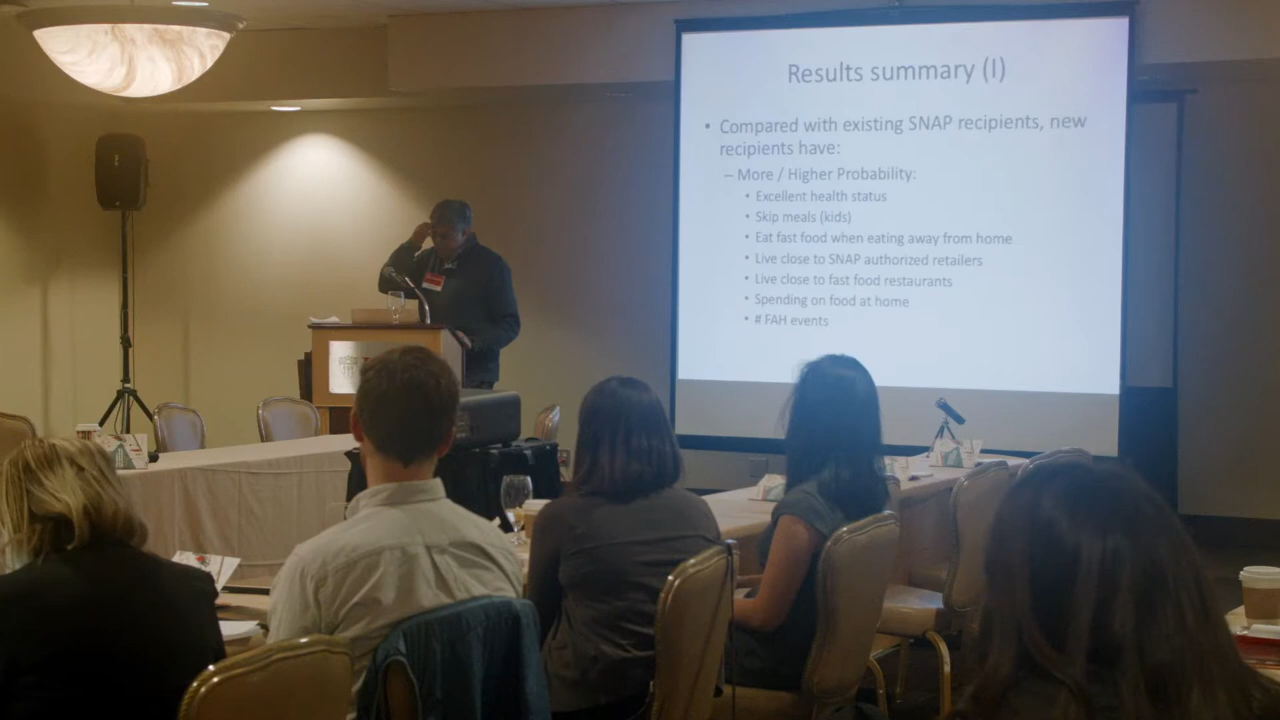 Results summary (I)
• Compared with existing SNAP recipients, new
recipients have:
– More / Higher Probability:
• Excellent health status
• Skip meals (kids)
• Eat fast food when eating away from home
• Live close to SNAP authorized retailers
• Live close to fast food restaurants
• Spending on food at home
• # FAH events